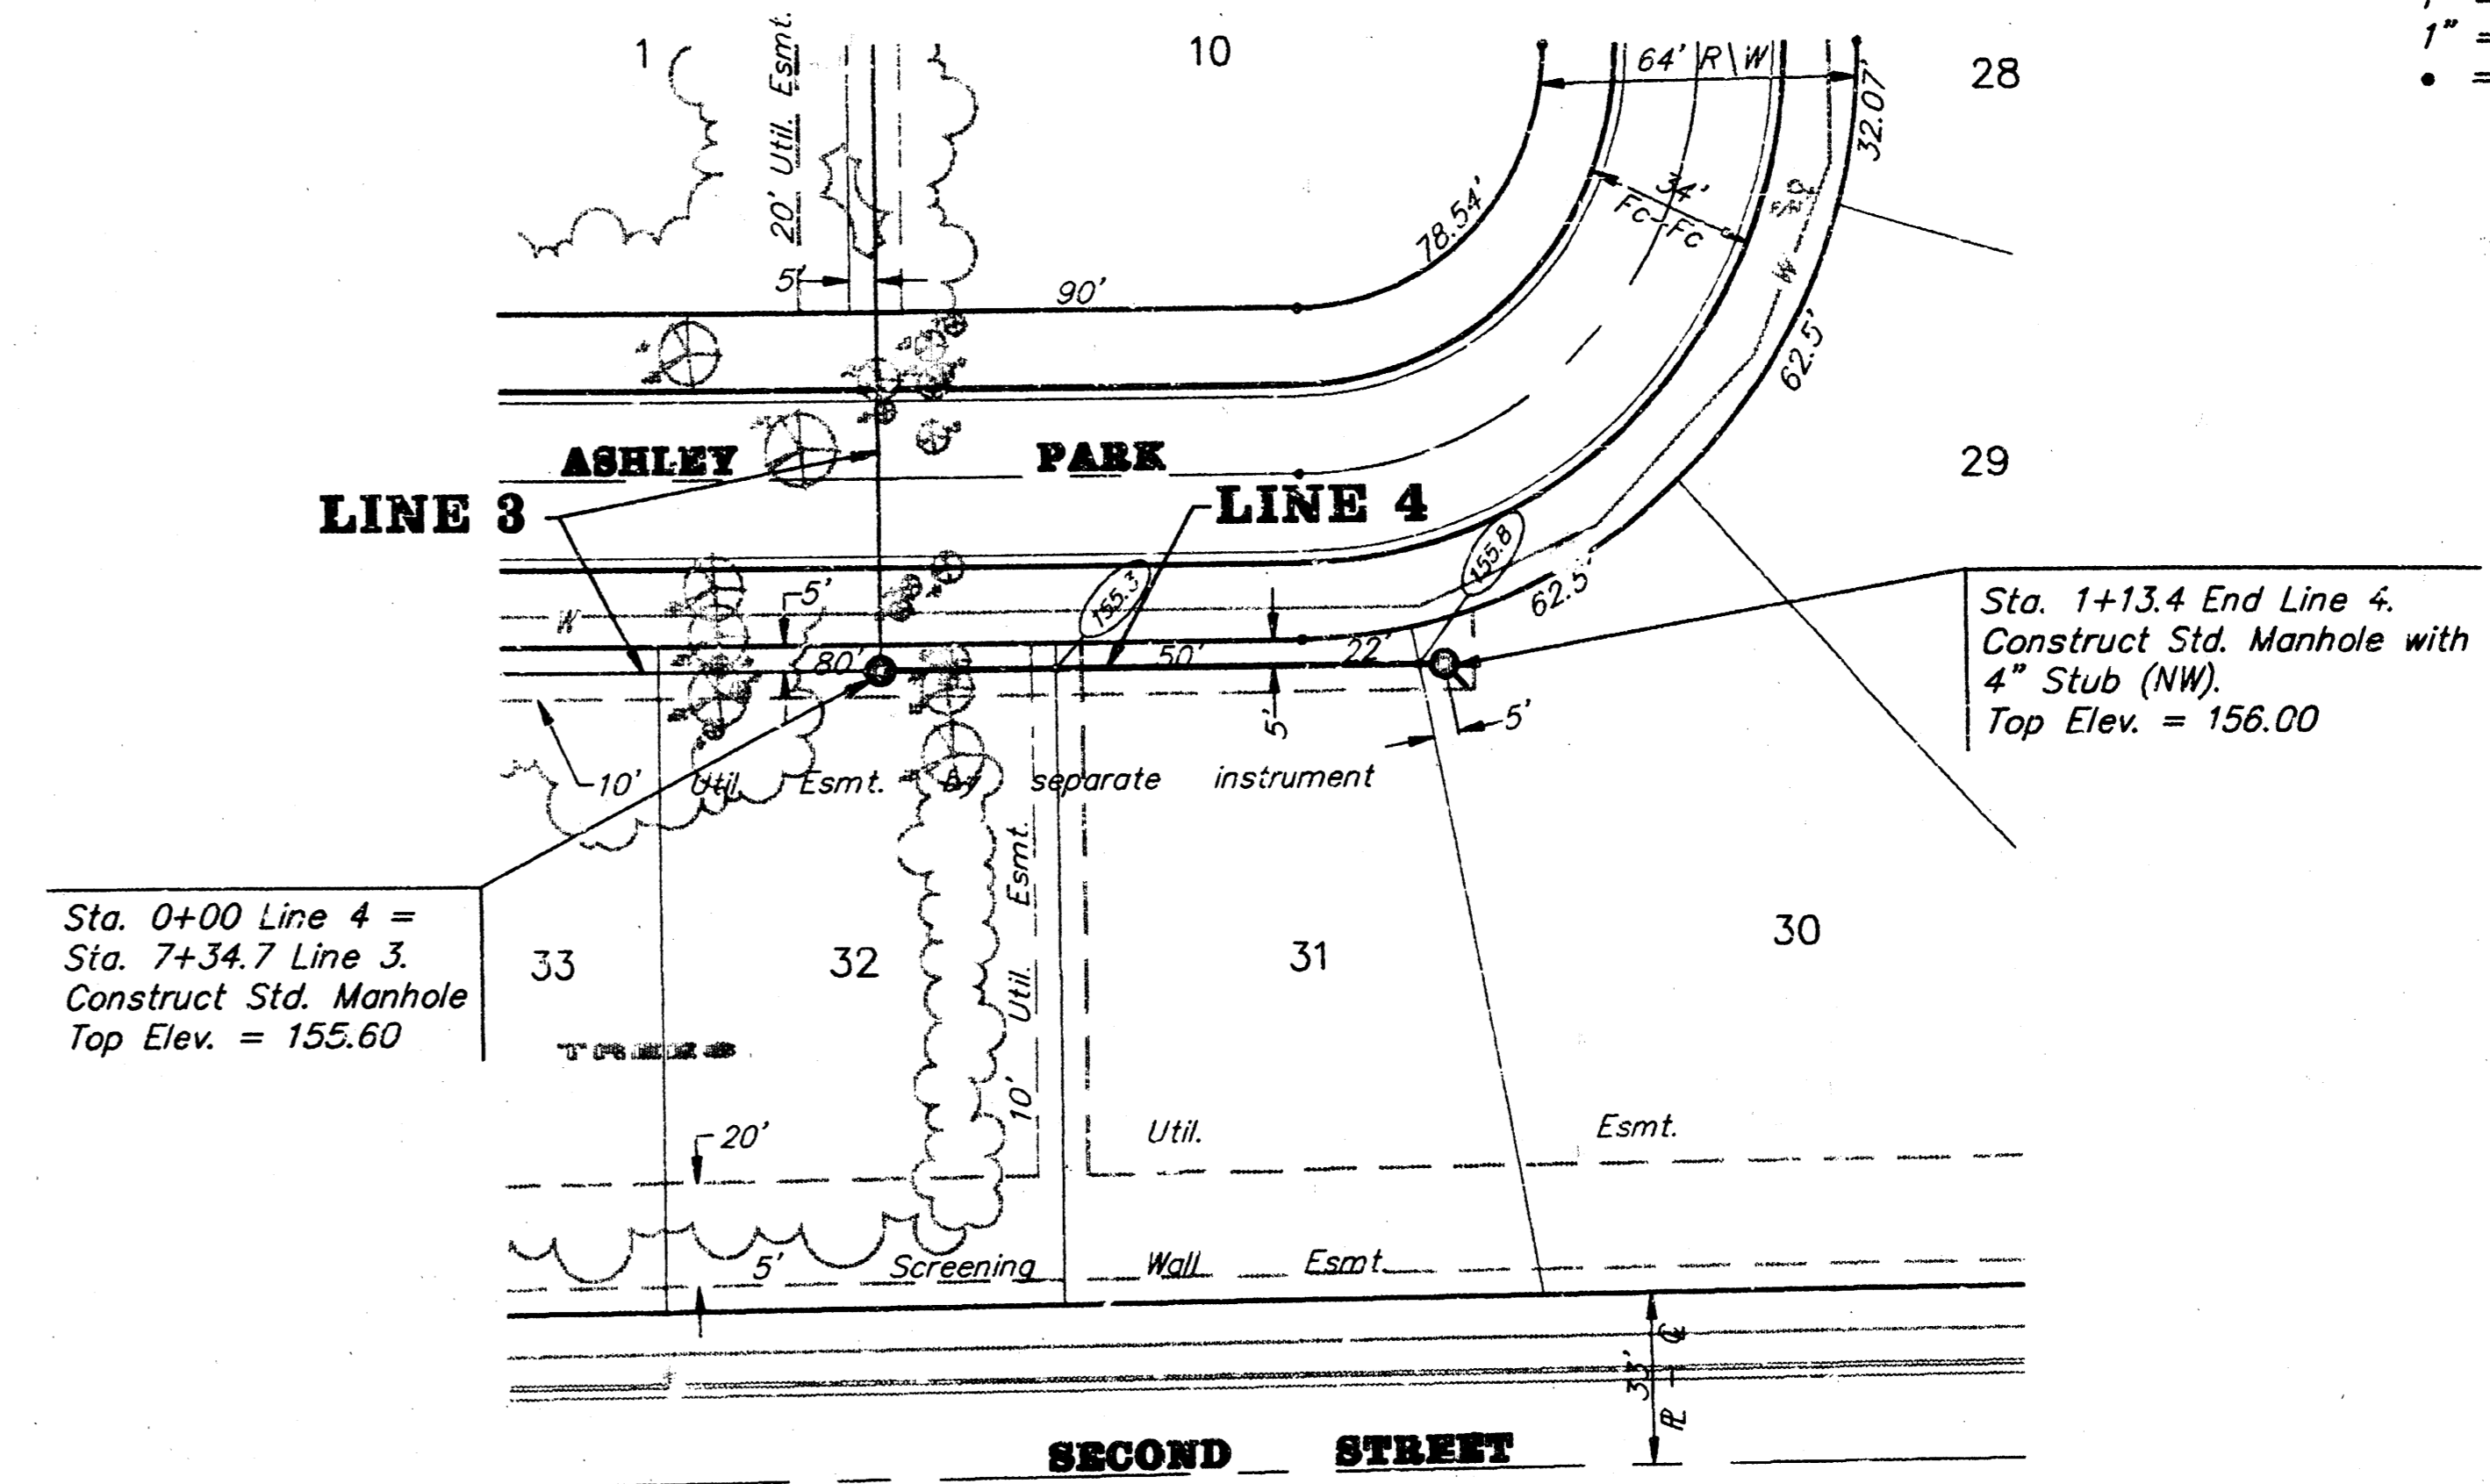 1
10
64' R\W
28
1" =
• =
20' Util. Esmt.
32.07'
34'
FC-FC
78.54'
5'
90'
W
62.5'
ASHLEY PARK
29
LINE 3
LINE 4
155.3
155.8
62.5'
5'
W
80'
50'
22'
Sta. 1+13.4 End Line 4.
Construct Std. Manhole with
4" Stub (NW).
Top Elev. = 156.00
5'
5'
10' Util. Esmt. By separate instrument
10' Util. Esmt.
Sta. 0+00 Line 4 =
Sta. 7+34.7 Line 3.
Construct Std. Manhole
Top Elev. = 155.60
33
32
31
30
TREES
20'
Util. Esmt.
5' Screening Wall Esmt.
33'
SECOND STREET